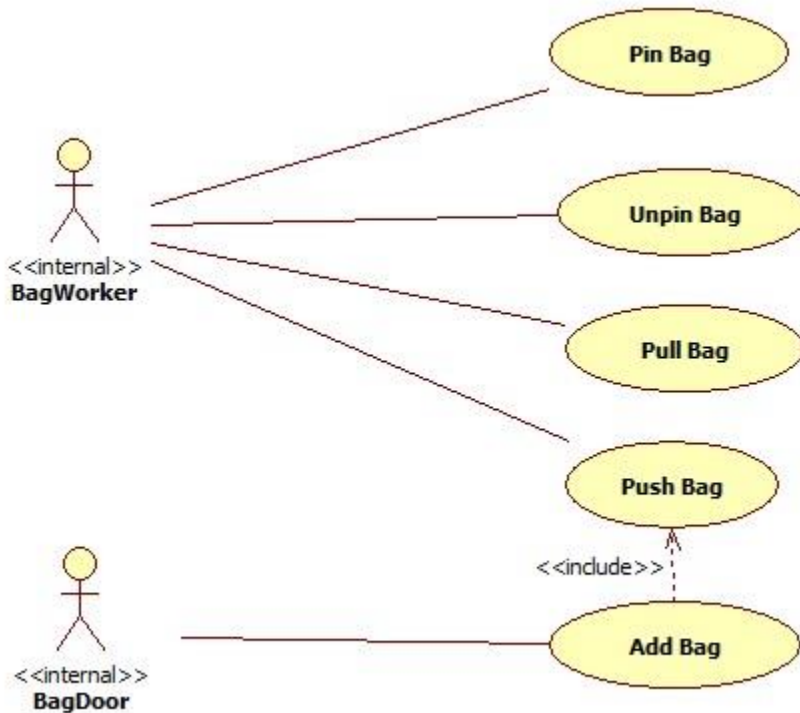 Pin Bag
Unpin Bag
<<internal>>
BagWorker
Pull Bag
Push Bag
<<include>>
Add Bag
<<internal>>
BagDoor